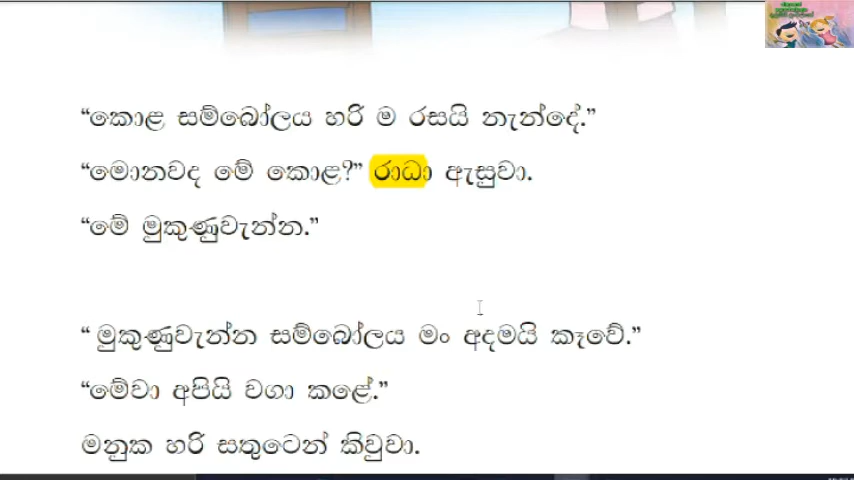 “කොළ සම්බෝලය හරි ම රසයි නැන්දේ.”
“මොනවද මේ කොළ?” රාධා ඇසුවා.
“මේ මුකුණුවැන්න.”
“ මුකුණුවැන්න සම්බෝලය මං අදමයි කෑවේ.”
“මේවා අපියි වගා කළේ.”
මනුක හරි සතුටෙන් කිව්වා.